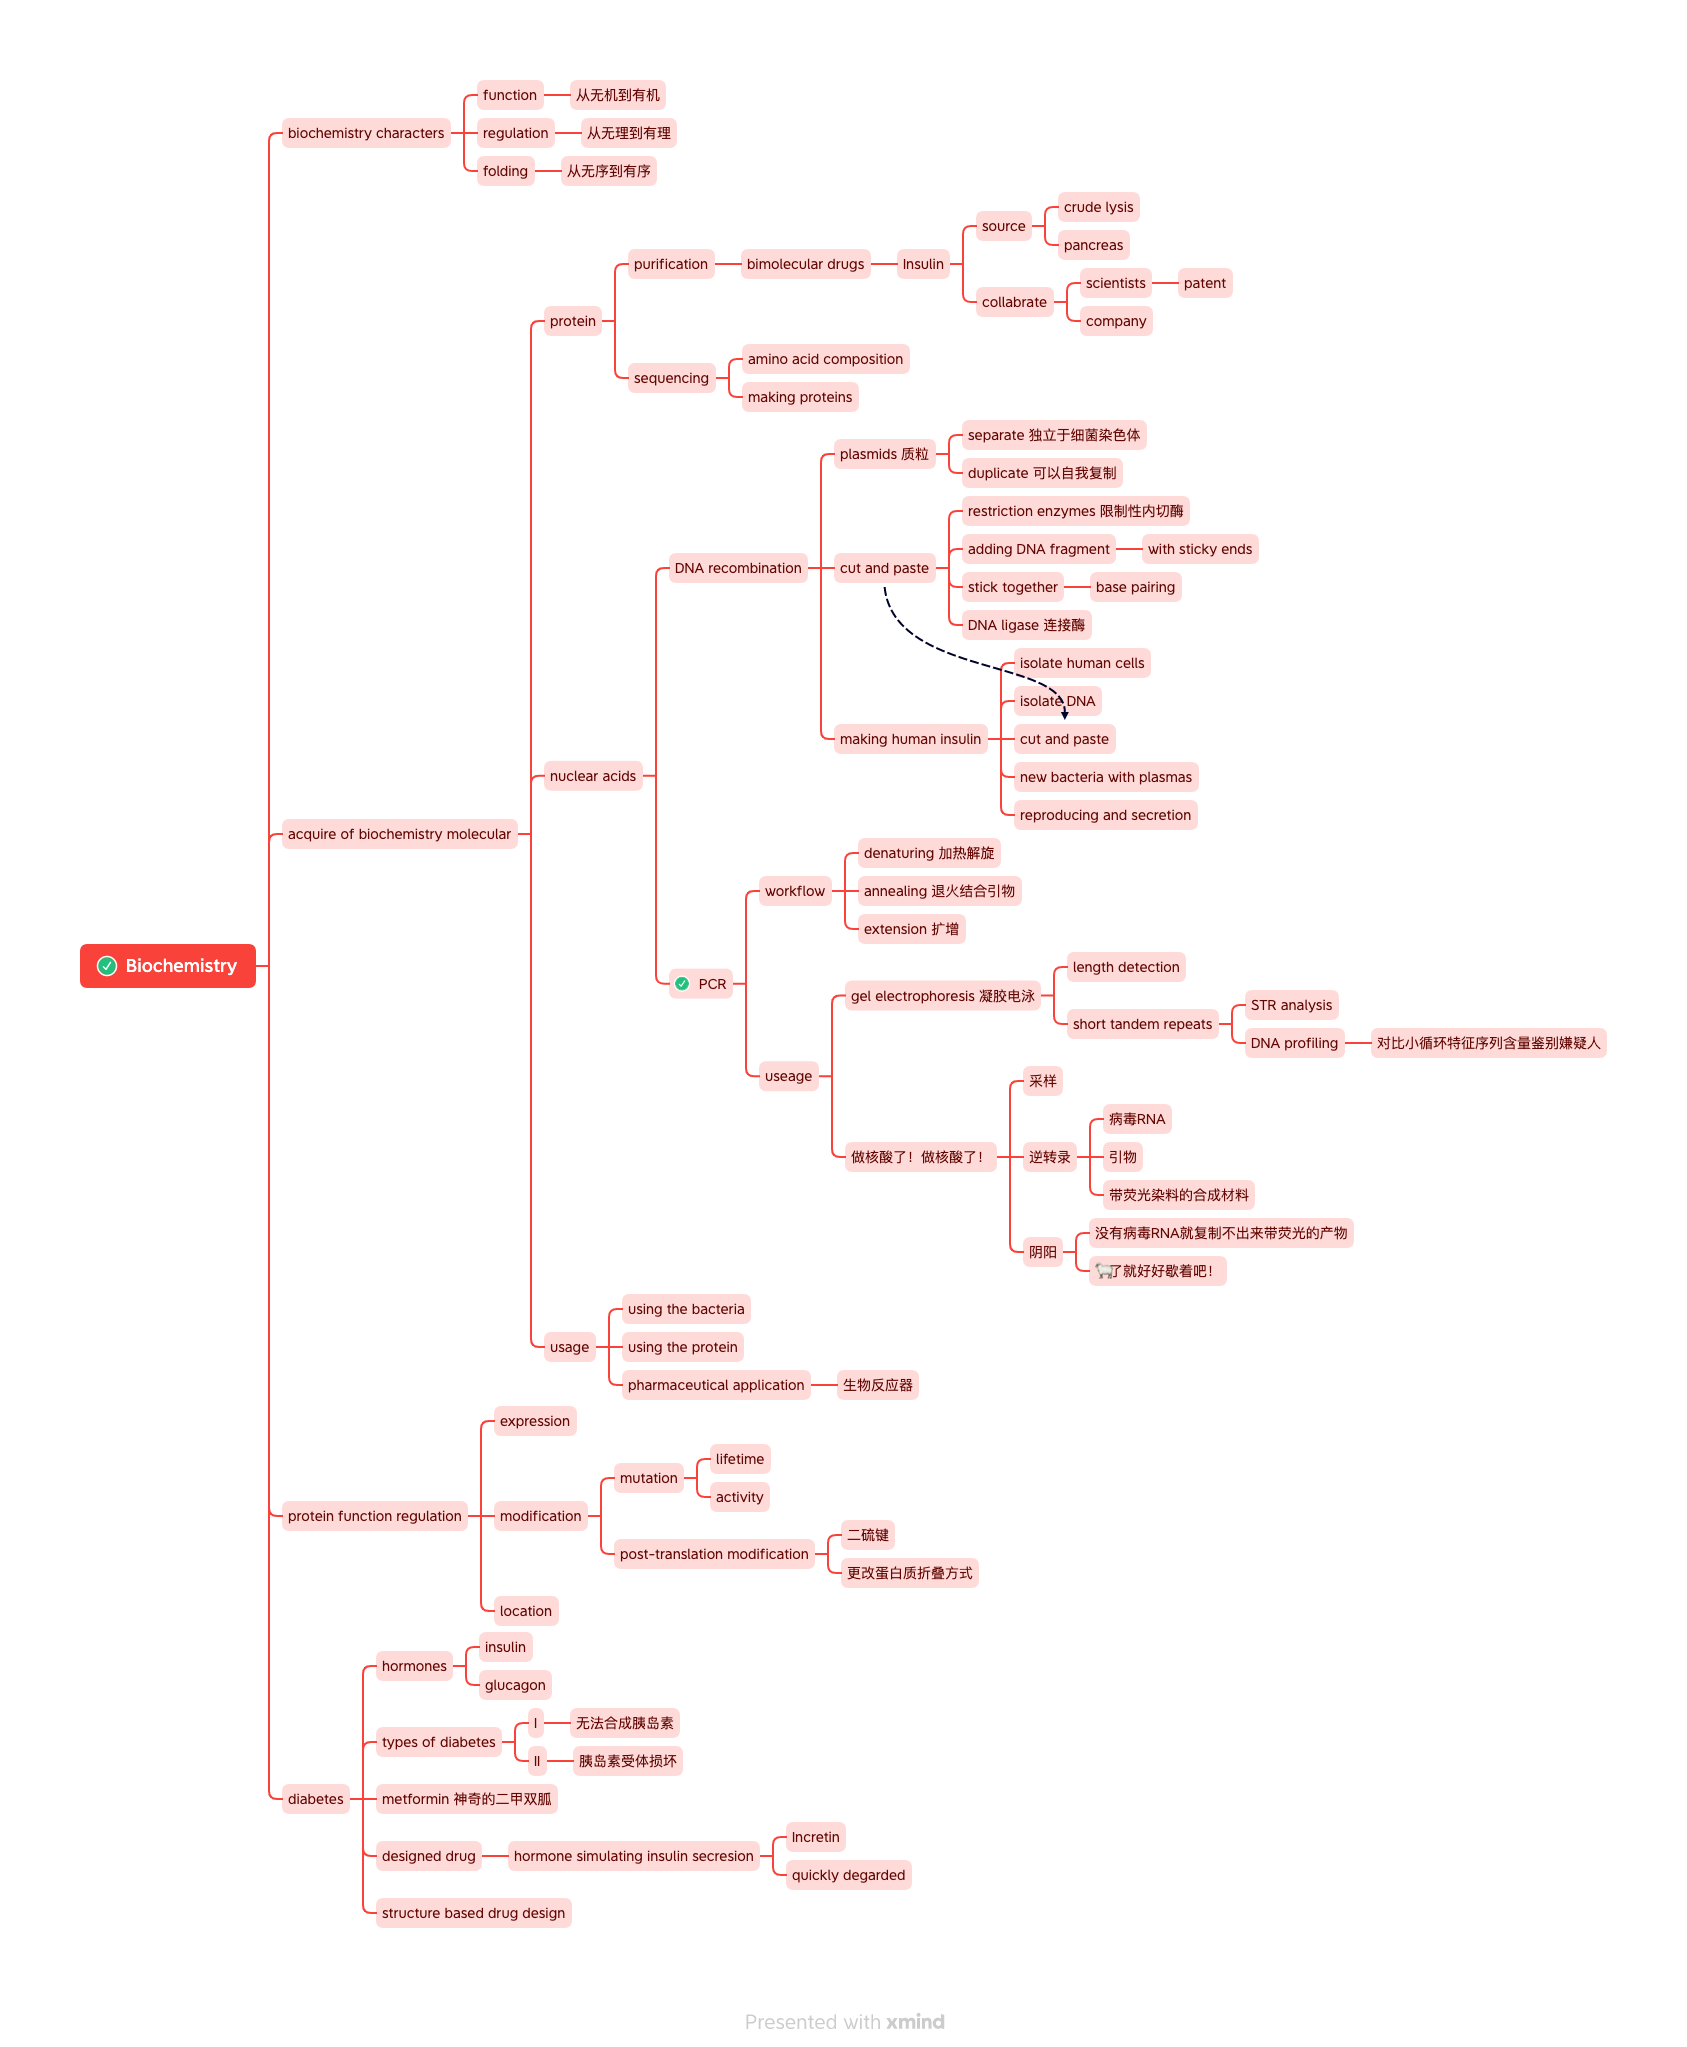 function
从无机到有机
biochemistry characters
regulation
从无理到有理
folding
从无序到有序
crude lysis
source
pancreas
purification
bimolecular drugs
Insulin
scientists
patent
collabrate
company
protein
amino acid composition
sequencing
making proteins
separate 独立于细菌染色体
plasmids 质粒
duplicate 可以自我复制
restriction enzymes 限制性内切酶
adding DNA fragment
with sticky ends
DNA recombination
cut and paste
stick together
base pairing
DNA ligase 连接酶
isolate human cells
isolate DNA
making human insulin
cut and paste
new bacteria with plasmas
reproducing and secretion
nuclear acids
acquire of biochemistry molecular
denaturing 加热解旋
workflow
annealing 退火结合引物
extension 扩增
Biochemistry
PCR
length detection
gel electrophoresis 凝胶电泳
STR analysis
short tandem repeats
DNA profiling
对比小循环特征序列含量鉴别嫌疑人
useage
采样
病毒RNA
做核酸了！做核酸了！
逆转录
引物
带荧光染料的合成材料
没有病毒RNA就复制不出来带荧光的产物
阴阳
🐏了就好好歇着吧！
using the bacteria
usage
using the protein
pharmaceutical application
生物反应器
expression
lifetime
mutation
activity
protein function regulation
modification
二硫键
post-translation modification
更改蛋白质折叠方式
location
insulin
hormones
glucagon
I
无法合成胰岛素
types of diabetes
II
胰岛素受体损坏
diabetes
metformin 神奇的二甲双胍
Incretin
designed drug
hormone simulating insulin secresion
quickly degarded
structure based drug design
Presented with xmind